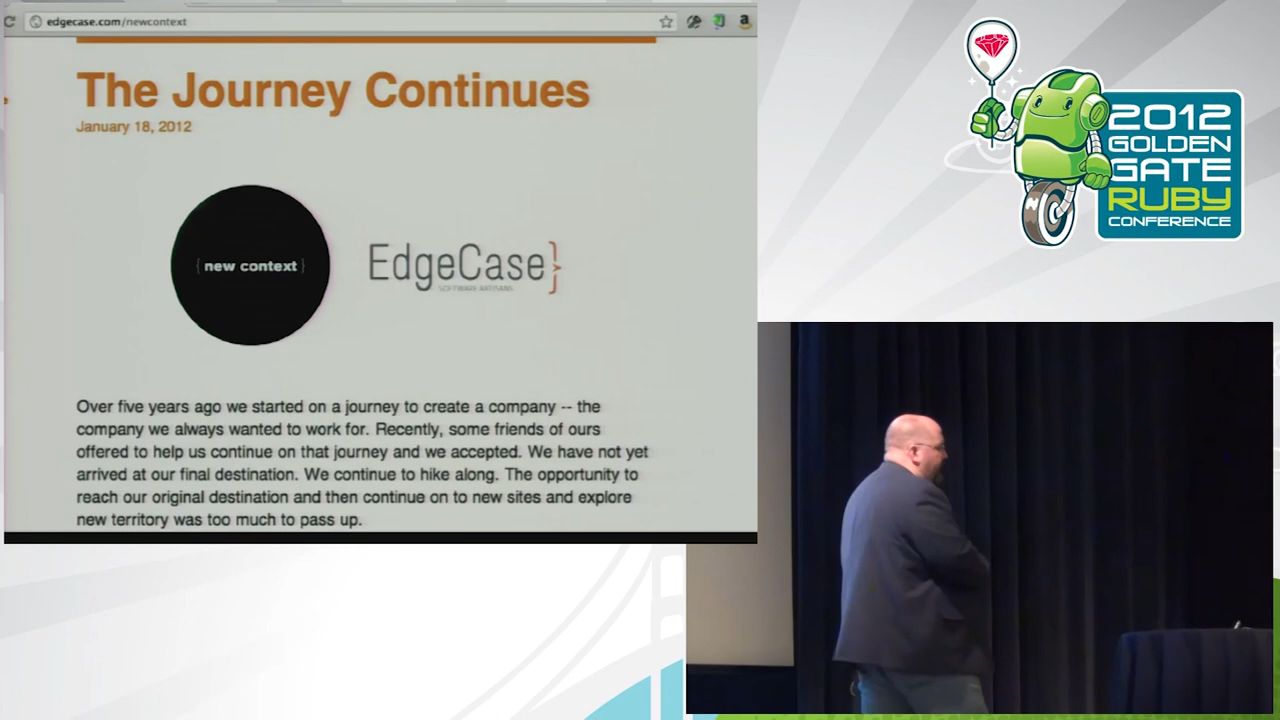 edgecase.com/newcontext
The Journey Continues
January 18, 2012
{ new context }
EdgeCase}
SOFTWARE ARTISANS
Over five years ago we started on a journey to create a company -- the
company we always wanted to work for. Recently, some friends of ours
offered to help us continue on that journey and we accepted. We have not yet
arrived at our final destination. We continue to hike along. The opportunity to
reach our original destination and then continue on to new sites and explore
new territory was too much to pass up.
2012
GOLDEN
GATE
RUBY
CONFERENCE